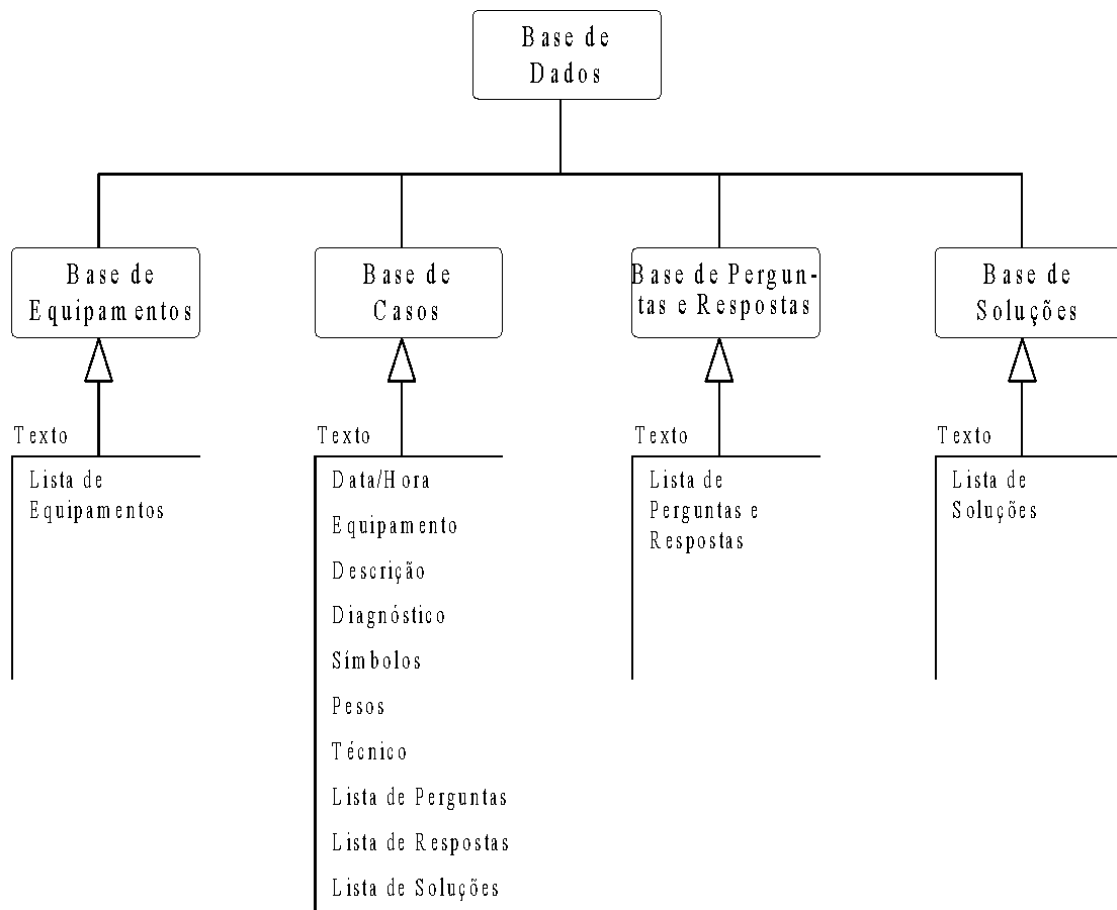 Base de
Dados
Base de
Equipamentos
Base de
Casos
Base de Pergun-
tas e Respostas
Base de
Soluções
Texto
Lista de
Equipamentos
Texto
Data/Hora
Equipamento
Descrição
Diagnóstico
Símbolos
Pesos
Técnico
Lista de Perguntas
Lista de Respostas
Lista de Soluções
Texto
Lista de
Perguntas e
Respostas
Texto
Lista de
Soluções